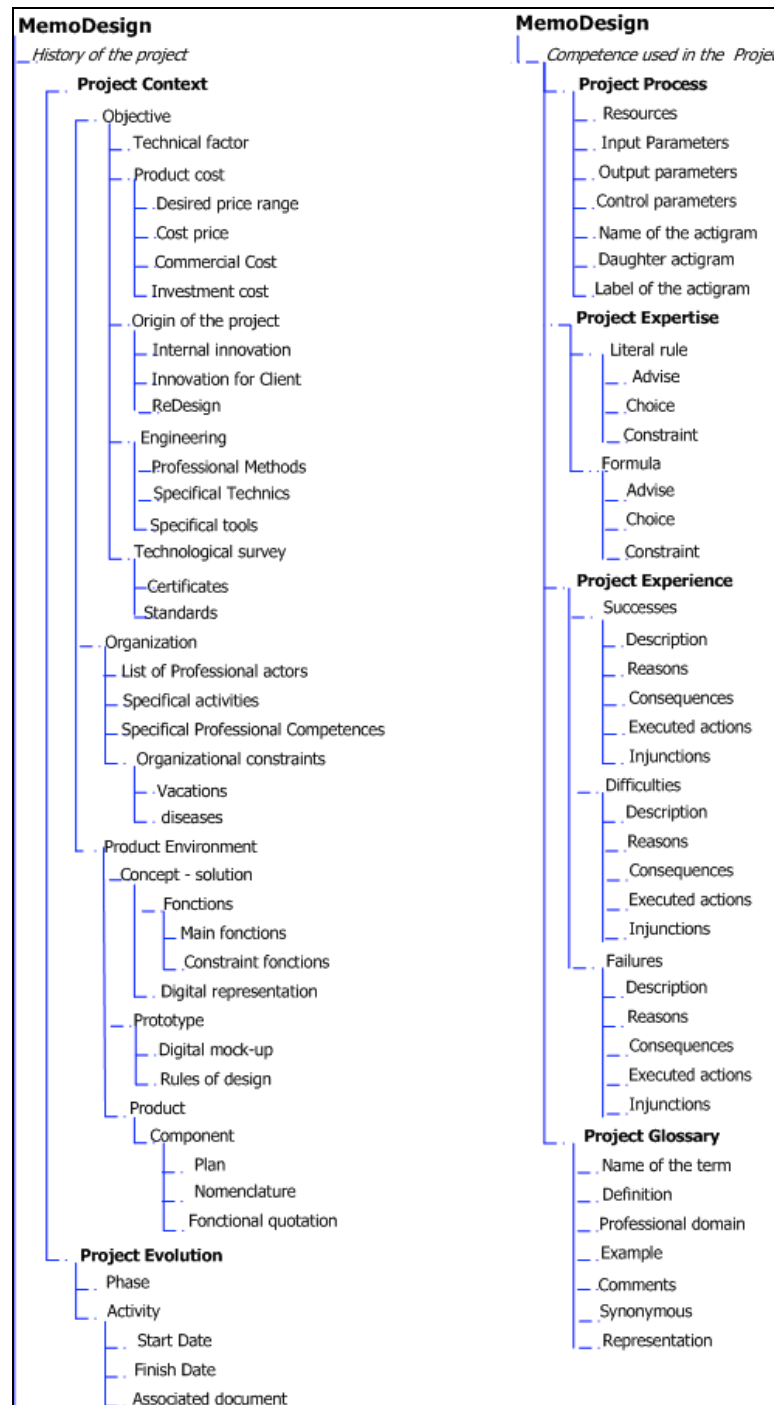 MemoDesign
History of the project
Project Context
Objective
Technical factor
Product cost
Desired price range
Cost price
Commercial Cost
Investment cost
Origin of the project
Internal innovation
Innovation for Client
ReDesign
Engineering
Professional Methods
Specifical Technics
Specifical tools
Technological survey
Certificates
Standards
Organization
List of Professional actors
Specifical activities
Specifical Professional Competences
Organizational constraints
Vacations
diseases
Product Environment
Concept - solution
Fonctions
Main fonctions
Constraint fonctions
Digital representation
Prototype
Digital mock-up
Rules of design
Product
Component
Plan
Nomenclature
Fonctional quotation
Project Evolution
Phase
Activity
Start Date
Finish Date
Associated document
MemoDesign
Competence used in the Projec
Project Process
Resources
Input Parameters
Output parameters
Control parameters
Name of the actigram
Daughter actigram
Label of the actigram
Project Expertise
Literal rule
Advise
Choice
Constraint
Formula
Advise
Choice
Constraint
Project Experience
Successes
Description
Reasons
Consequences
Executed actions
Injunctions
Difficulties
Description
Reasons
Consequences
Executed actions
Injunctions
Failures
Description
Reasons
Consequences
Executed actions
Injunctions
Project Glossary
Name of the term
Definition
Professional domain
Example
Comments
Synonymous
Representation